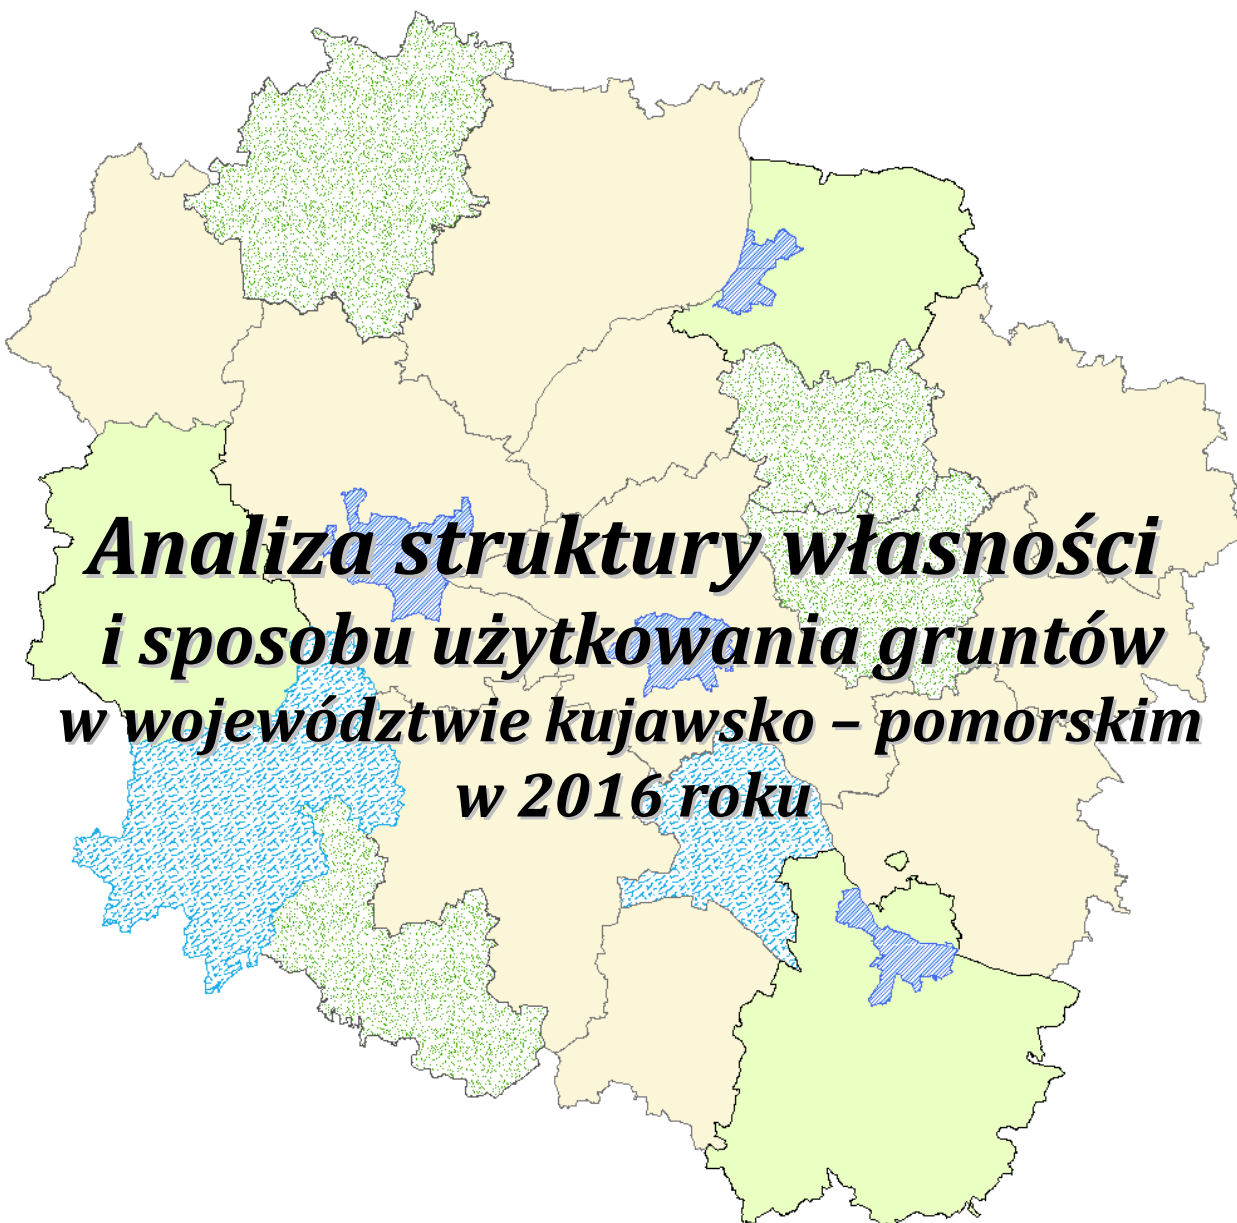 Analiza struktury własności
i sposobu użytkowania gruntów
w województwie kujawsko – pomorskim
w 2016 roku